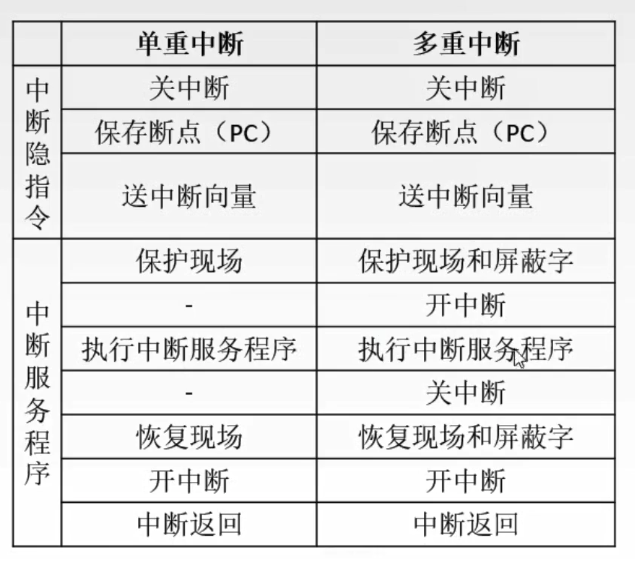 单重中断 多重中断
中断隐指令
关中断 关中断
保存断点（PC） 保存断点（PC）
送中断向量 送中断向量
中断服务程序
保护现场 保护现场和屏蔽字
- 开中断
执行中断服务程序 执行中断服务程序
- 关中断
恢复现场 恢复现场和屏蔽字
开中断 开中断
中断返回 中断返回